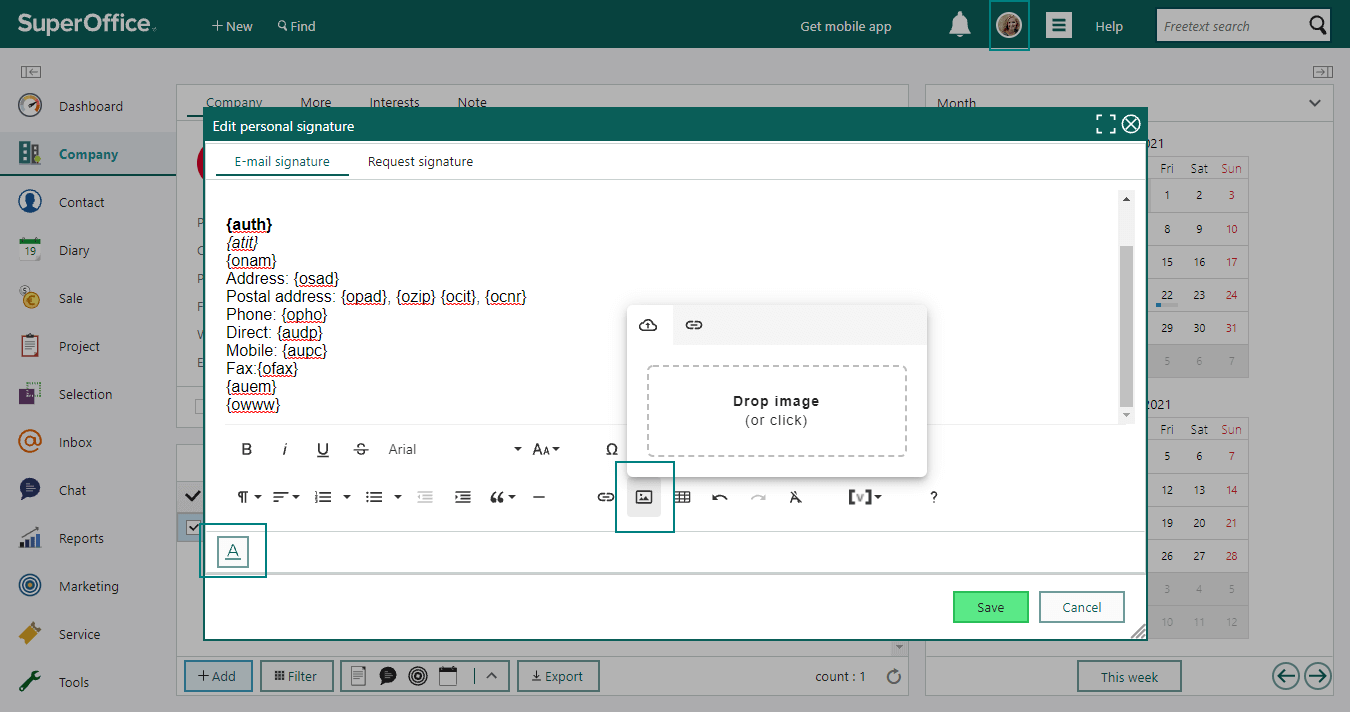 SuperOffice
+ New
Find
Get mobile app
Help
Freetext search
Dashboard
Company
Contact
Diary
19
Sale
Project
Selection
Inbox
Chat
Reports
Marketing
Service
Tools
Company More Interests Note
Edit personal signature
E-mail signature
Request signature
{auth}
{atit}
{onam}
Address: {osad}
Postal address: {opad}, {ozip} {ocit}, {ocnr}
Phone: {opho}
Direct: {audp}
Mobile: {aupc}
Fax:{ofax}
{auem}
{owww}
Drop image
(or click)
B i U S Arial AA Ω
¶ “ [v] ?
A
Save
Cancel
+ Add
Filter
Export
count : 1
Month
021
Fri Sat Sun
1 2 3
8 9 10
15 16 17
22 23 24
29 30 31
5 6 7
2021
Fri Sat Sun
5 6 7
12 13 14
19 20 21
26 27 28
3 4 5
10 11 12
This week